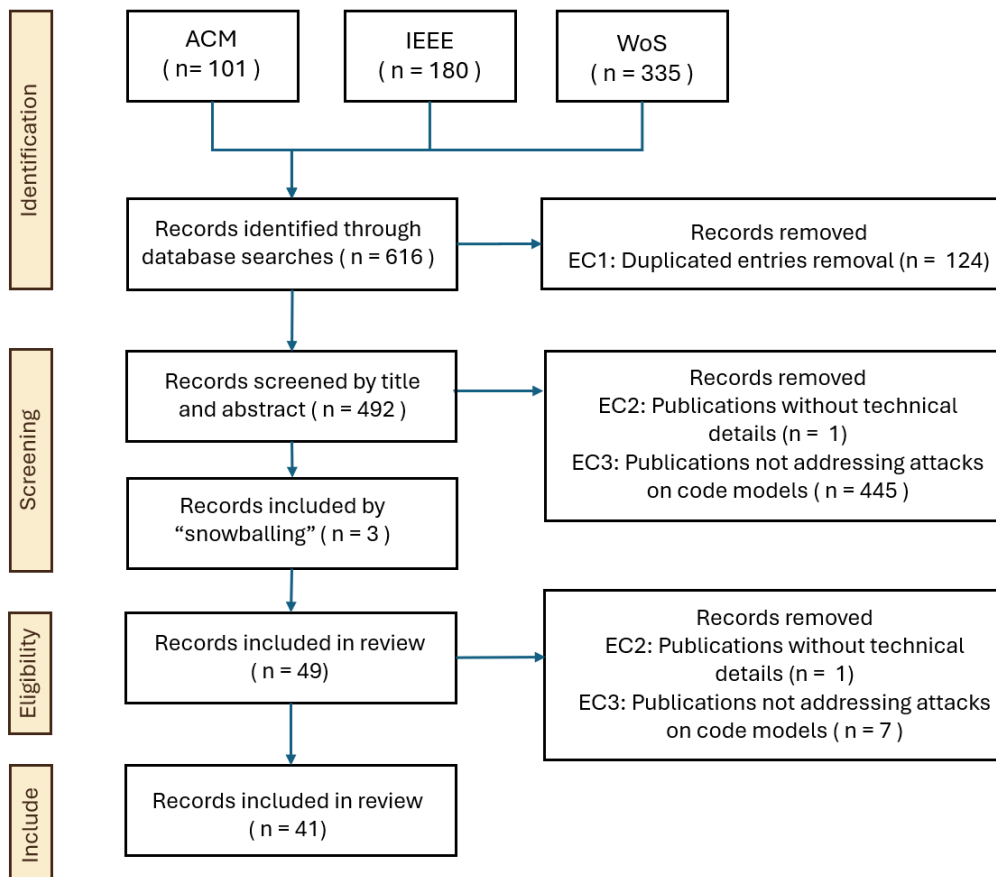 Identification
ACM
( n= 101 )
IEEE
( n = 180 )
WoS
( n = 335 )
Records identified through
database searches ( n = 616 )
Records removed
EC1: Duplicated entries removal (n =  124)
Screening
Records screened by title
and abstract ( n = 492 )
Records removed
EC2: Publications without technical
details (n =  1)
EC3: Publications not addressing attacks
on code models ( n = 445 )
Records included by
“snowballing” ( n = 3 )
Eligibility
Records included in review
( n = 49)
Records removed
EC2: Publications without technical
details (n =  1)
EC3: Publications not addressing attacks
on code models ( n = 7 )
Include
Records included in review
( n = 41)